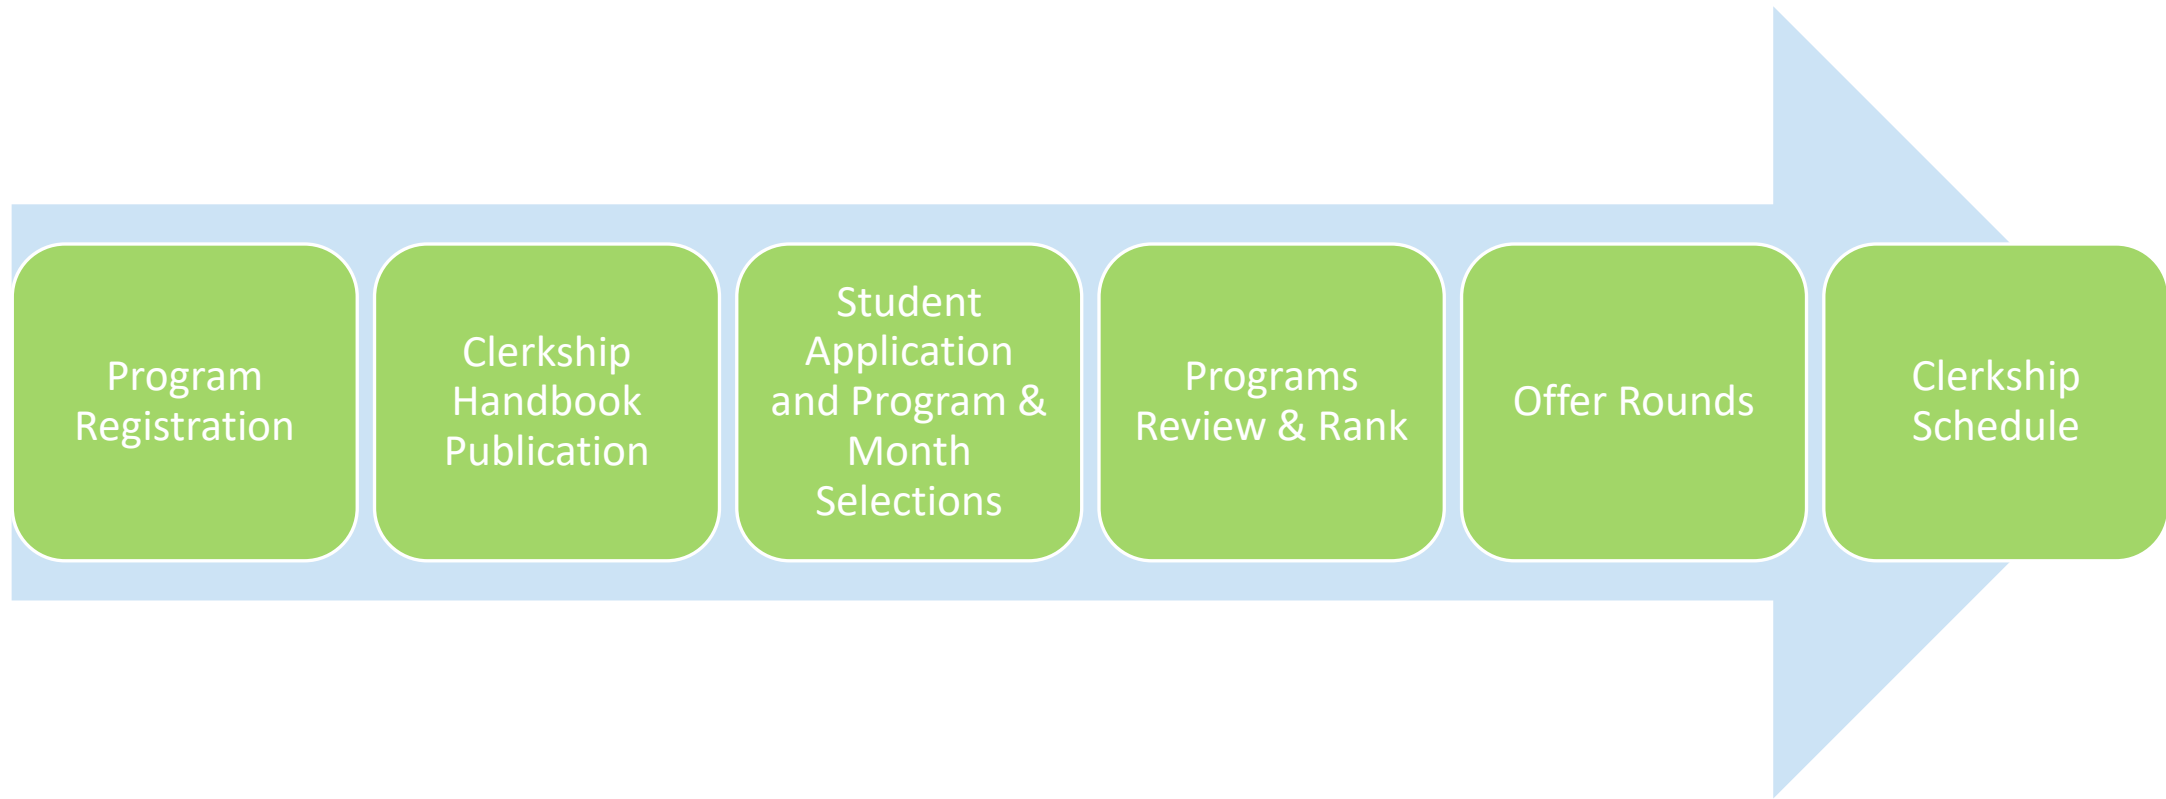 Program
Registration
Clerkship
Handbook
Publication
Student
Application
and Program &
Month
Selections
Programs
Review & Rank
Offer Rounds
Clerkship
Schedule